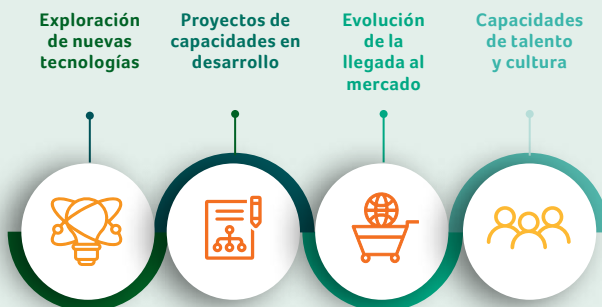 Exploración
de nuevas
tecnologías
Proyectos de
capacidades en
desarrollo
Evolución
de la
llegada al
mercado
Capacidades
de talento
y cultura